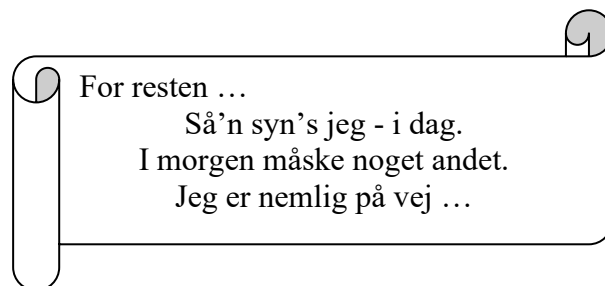 For resten …
Så’n syn’s jeg - i dag.
I morgen måske noget andet.
Jeg er nemlig på vej …